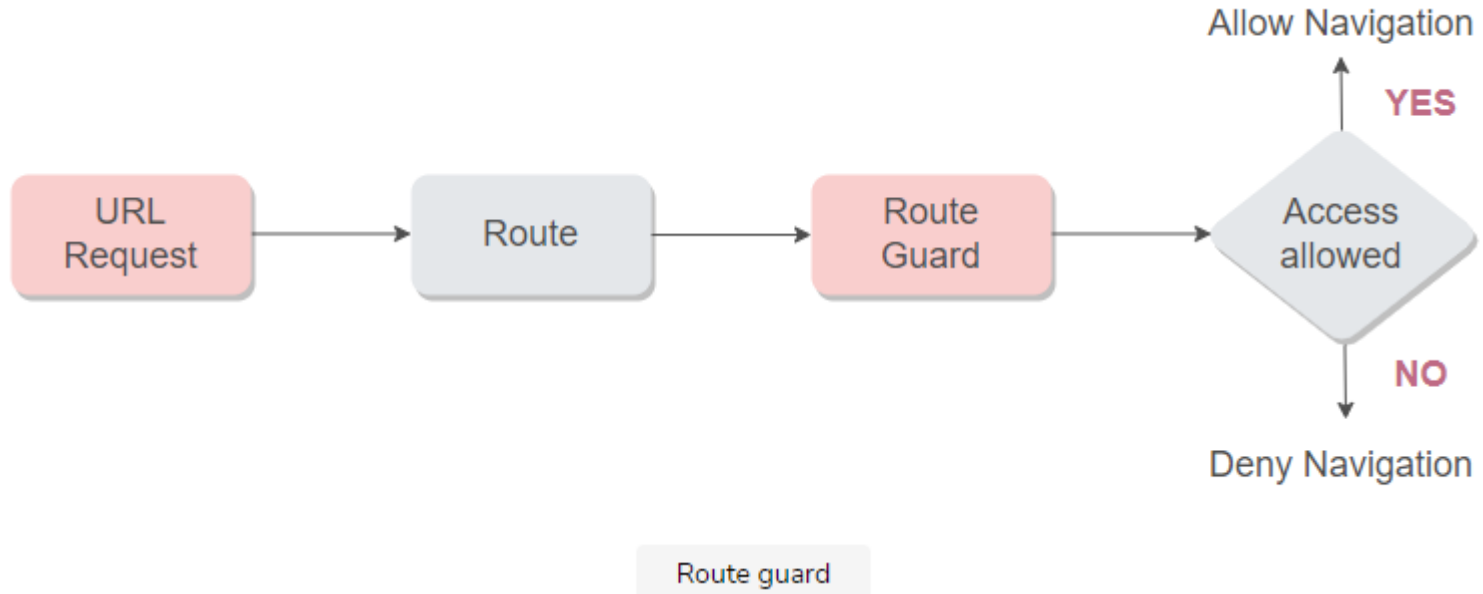 Allow Navigation
YES
URL
Request
Route
Route
Guard
Access
allowed
NO
Deny Navigation
Route guard